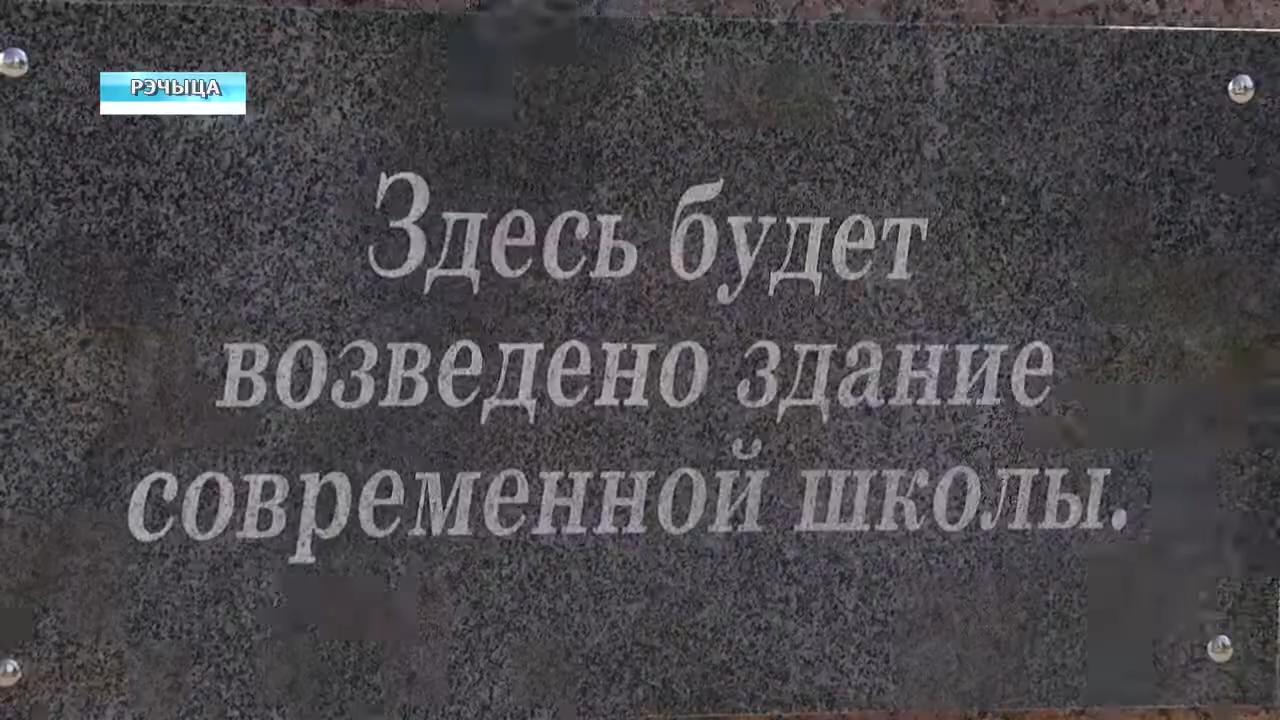 РЭЧЫЦА
Здесь будет
возведено здание
современной школы.